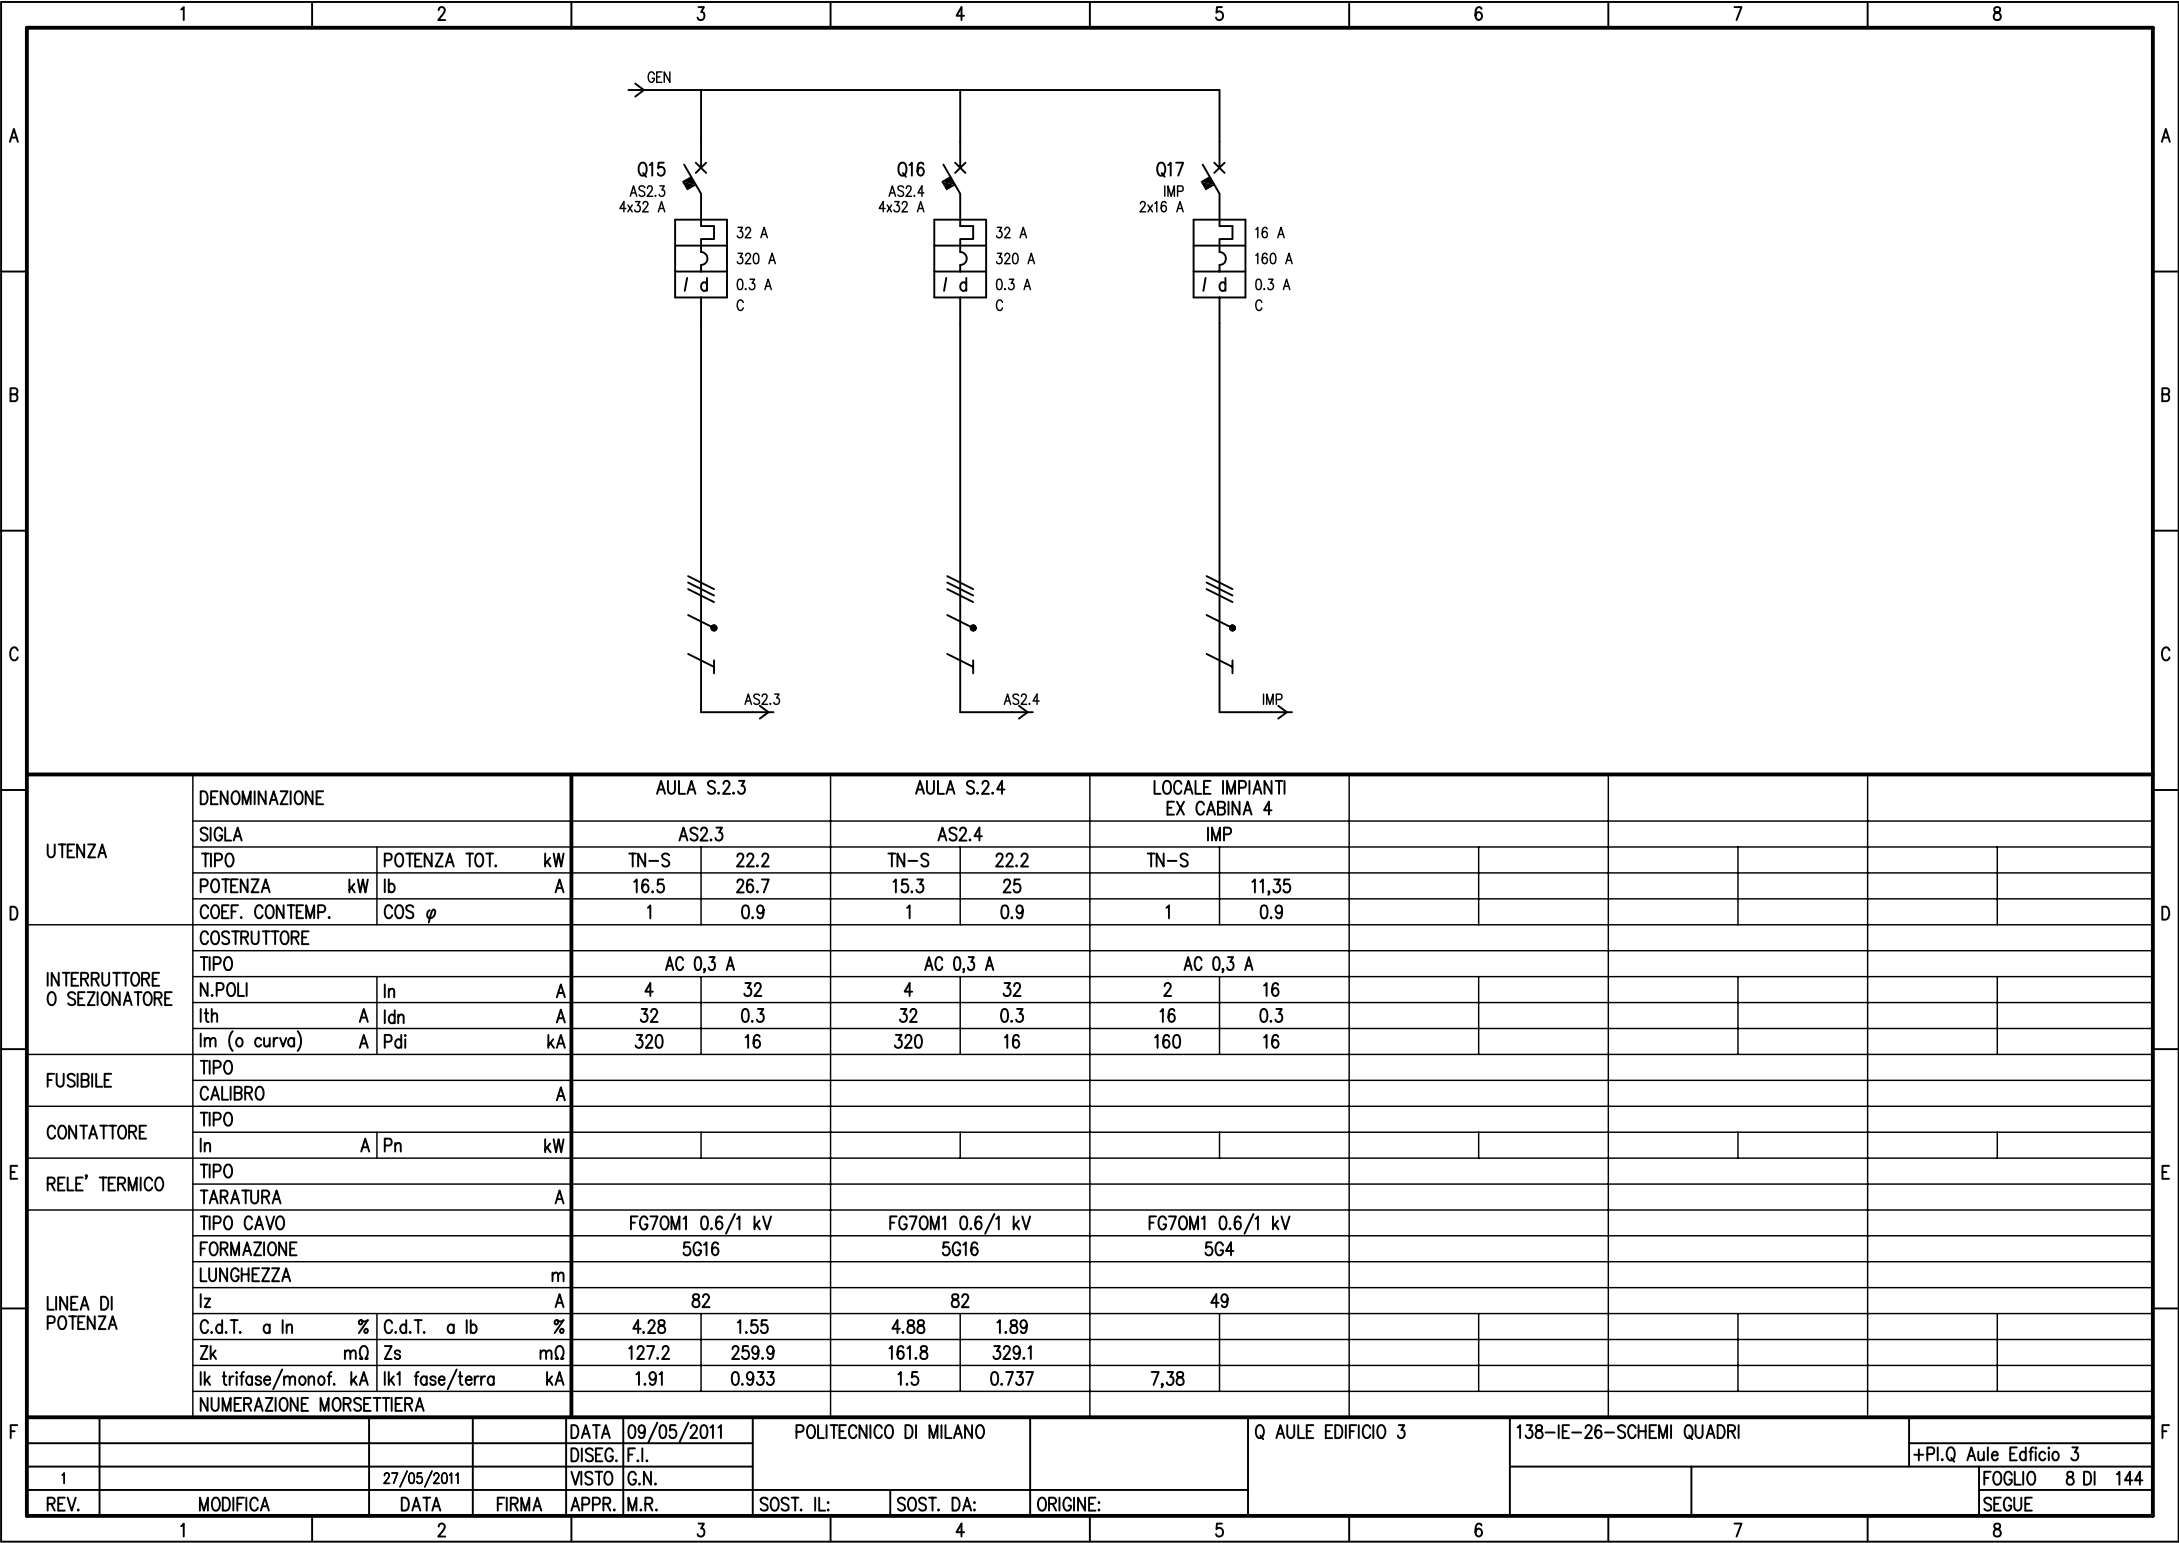 1 2 3 4 5 6 7 8
GEN
A A
Q15 Q16 Q17
AS2.3 AS2.4 IMP
4x32 A 4x32 A 2x16 A
32 A 32 A 16 A
320 A 320 A 160 A
I d 0.3 A I d 0.3 A I d 0.3 A
C C C
B B
C C
AS2.3 AS2.4 IMP
UTENZA
DENOMINAZIONE AULA S.2.3 AULA S.2.4 LOCALE IMPIANTI
EX CABINA 4
SIGLA AS2.3 AS2.4 IMP
TIPO POTENZA TOT. kW TN-S 22.2 TN-S 22.2 TN-S
POTENZA kW Ib A 16.5 26.7 15.3 25 11,35
COEF. CONTEMP. COS φ 1 0.9 1 0.9 1 0.9
D D
INTERRUTTORE
O SEZIONATORE
COSTRUTTORE
TIPO AC 0,3 A AC 0,3 A AC 0,3 A
N.POLI In A 4 32 4 32 2 16
Ith A Idn A 32 0.3 32 0.3 16 0.3
Im (o curva) A Pdi kA 320 16 320 16 160 16
FUSIBILE
TIPO
CALIBRO A
CONTATTORE
TIPO
In A Pn kW
E E
RELE' TERMICO
TIPO
TARATURA A
LINEA DI
POTENZA
TIPO CAVO FG7OM1 0.6/1 kV FG7OM1 0.6/1 kV FG7OM1 0.6/1 kV
FORMAZIONE 5G16 5G16 5G4
LUNGHEZZA m
Iz A 82 82 49
C.d.T. a In % C.d.T. a Ib % 4.28 1.55 4.88 1.89
Zk mΩ Zs mΩ 127.2 259.9 161.8 329.1
Ik trifase/monof. kA Ik1 fase/terra kA 1.91 0.933 1.5 0.737 7,38
NUMERAZIONE MORSETTIERA
F F
DATA 09/05/2011 POLITECNICO DI MILANO Q AULE EDIFICIO 3 138-IE-26-SCHEMI QUADRI
DISEG. F.I. +PI.Q Aule Edficio 3
1 27/05/2011 VISTO G.N. FOGLIO 8 DI 144
REV. MODIFICA DATA FIRMA APPR. M.R. SOST. IL: SOST. DA: ORIGINE: SEGUE
1 2 3 4 5 6 7 8